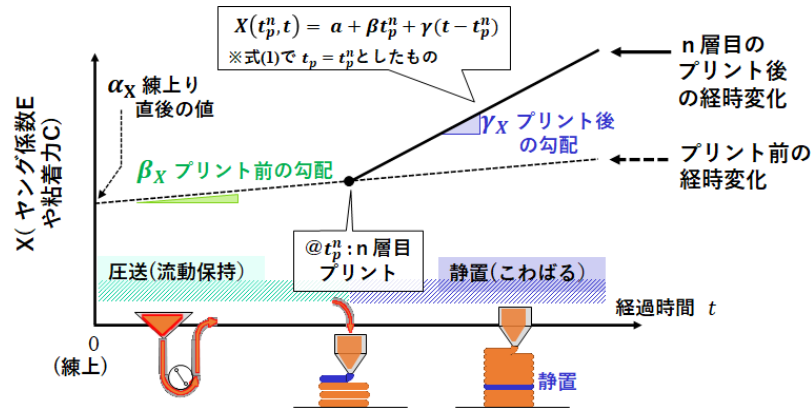 X(t_p^n, t) = a + βt_p^n + γ(t − t_p^n)
※式(1)で t_p = t_p^nとしたもの
n層目の
プリント後
の経時変化
α_X 練上り
直後の値
γ_X プリント後
の勾配
プリント前の
経時変化
β_X プリント前の勾配
X(ヤング係数E
や粘着力C)
@t_p^n:n層目
プリント
圧送(流動保持)
静置(こわばる)
経過時間 t
0
(練上)
静置